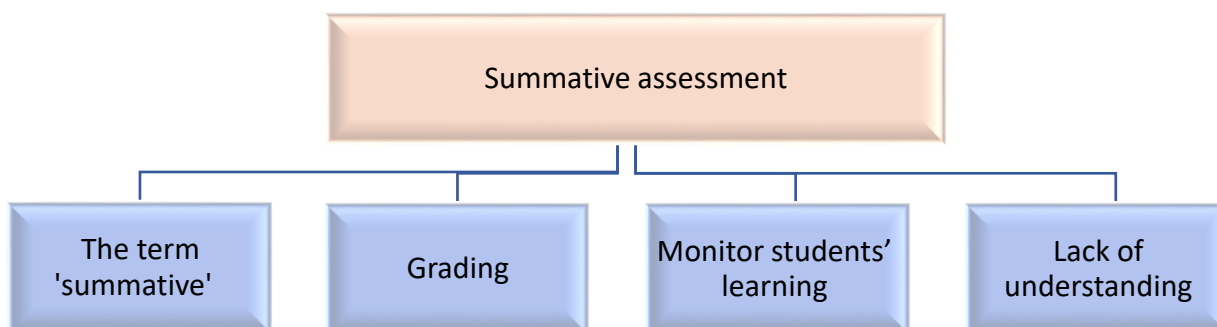 Summative assessment
The term
'summative'
Grading
Monitor students’
learning
Lack of
understanding